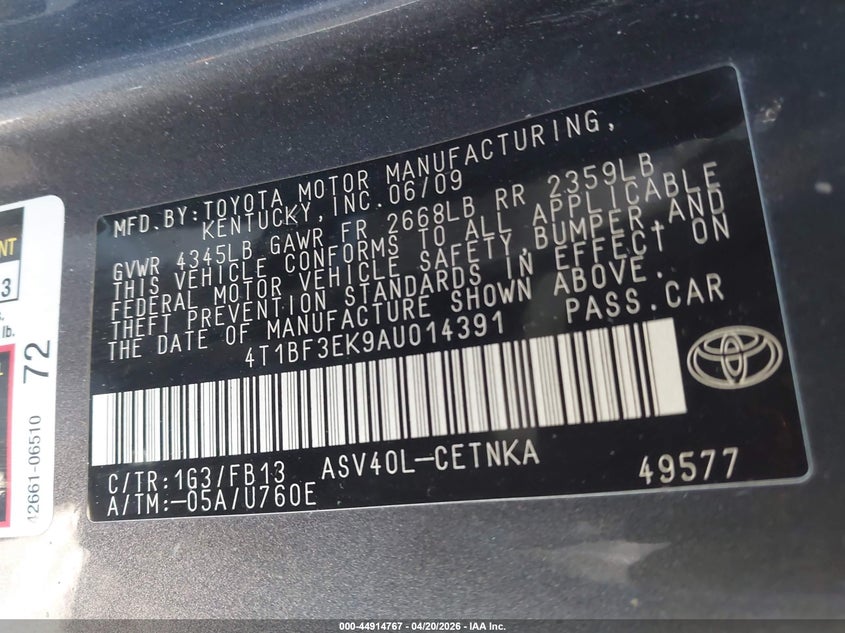 MFD.BY:TOYOTA MOTOR MANUFACTURING,
KENTUCKY, INC. 06/09
GVWR 4345LB GAWR FR 2668LB RR 2359LB
THIS VEHICLE CONFORMS TO ALL APPLICABLE
FEDERAL MOTOR VEHICLE SAFETY,BUMPER,AND
THEFT PREVENTION STANDARDS IN EFFECT ON
THE DATE OF MANUFACTURE SHOWN ABOVE.
4T1BF3EK9AU014391 PASS.CAR
C/TR:1G3/FB13 ASV40L-CETNKA
A/TM:-05A/U760E 49577
NT
3
lb.
72
42661-06510
000-44914767 - 04/20/2026 - IAA Inc.